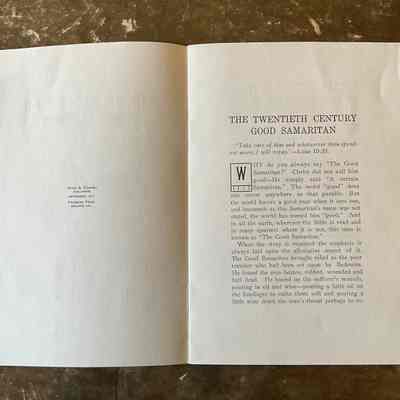 THE TWENTIETH CENTURY
GOOD SAMARITAN
"Take care of him and whatsoever thou spend-
est more, I will repay."—Luke 10:35.
WHY do you always say "The Good
Samaritan?" Christ did not call him
good—He simply said "A certain
Samaritan." The word "good" does
not occur anywhere in that parable. But
the world knows a good man when it sees one,
and inasmuch as this Samaritan's name was not
stated, the world has named him "good." And
in all the earth, wherever the Bible is read and
in many quarters where it is not, this man is
known as "The Good Samaritan."
When the story is repeated the emphasis is
always laid upon the altruistic aspect of it.
The Good Samaritan brought relief to the poor
traveler who had been set upon by Bedouins.
He found the man beaten, robbed, wounded and
half dead. He bound up the sufferer's wounds,
pouring in oil and wine—pouring a little oil on
the bandages to make them soft and pouring a
little wine down the man's throat perhaps to re-